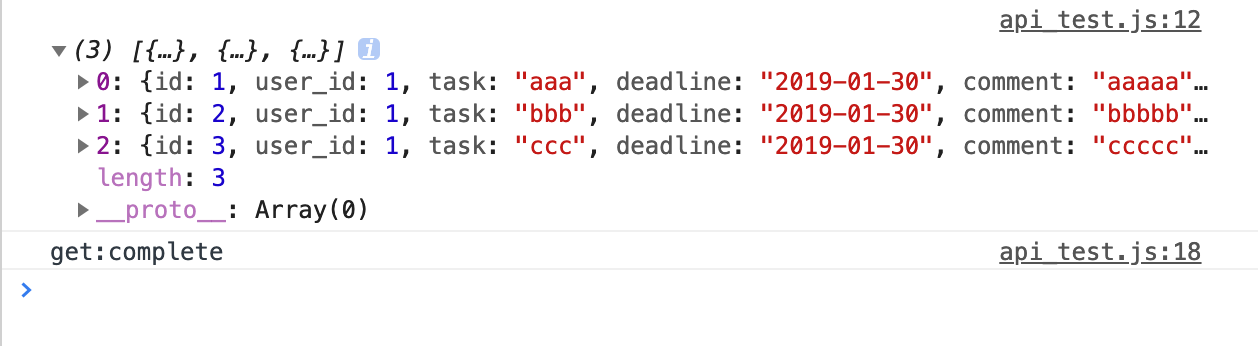 api_test.js:12
▼ (3) [{…}, {…}, {…}] i
▶ 0: {id: 1, user_id: 1, task: "aaa", deadline: "2019-01-30", comment: "aaaaa"…
▶ 1: {id: 2, user_id: 1, task: "bbb", deadline: "2019-01-30", comment: "bbbbb"…
▶ 2: {id: 3, user_id: 1, task: "ccc", deadline: "2019-01-30", comment: "ccccc"…
length: 3
▶ __proto__: Array(0)
get:complete api_test.js:18
>